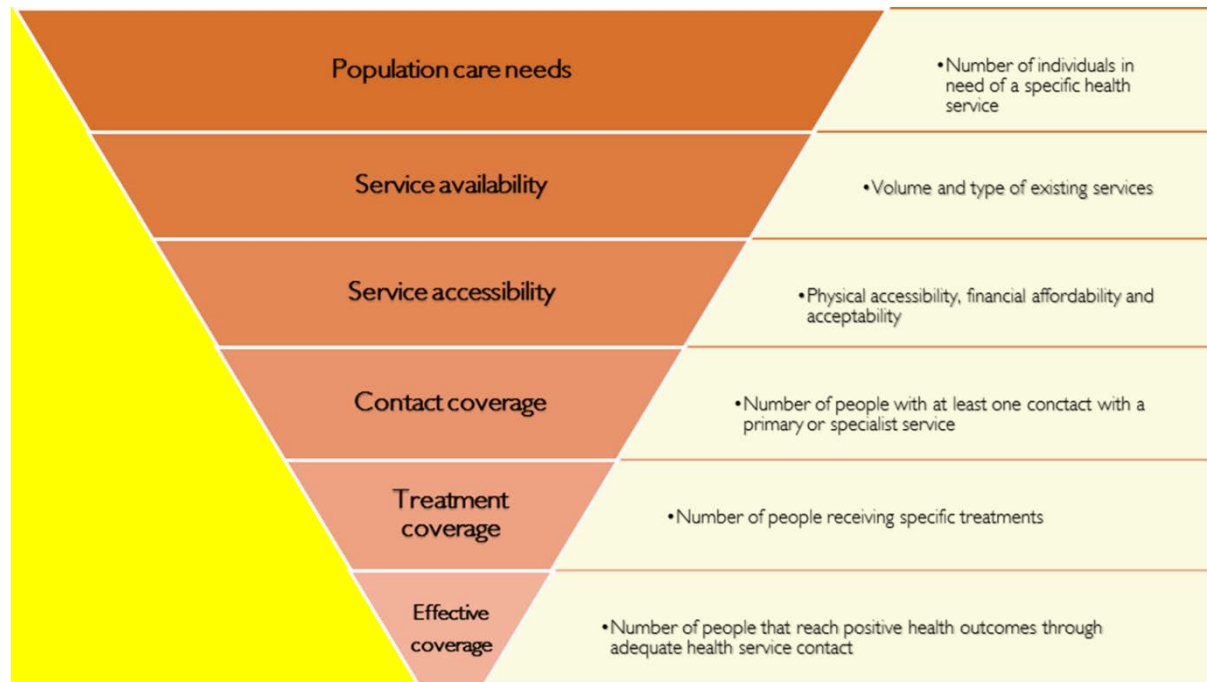 Population care needs
•Number of individuals in
need of a specific health
service
Service availability
•Volume and type of existing services
Service accessibility
•Physical accessibility, financial affordability and
acceptability
Contact coverage
•Number of people with at least one conctact with a
primary or specialist service
Treatment
coverage
•Number of people receiving specific treatments
Effective
coverage
•Number of people that reach positive health outcomes through
adequate health service contact